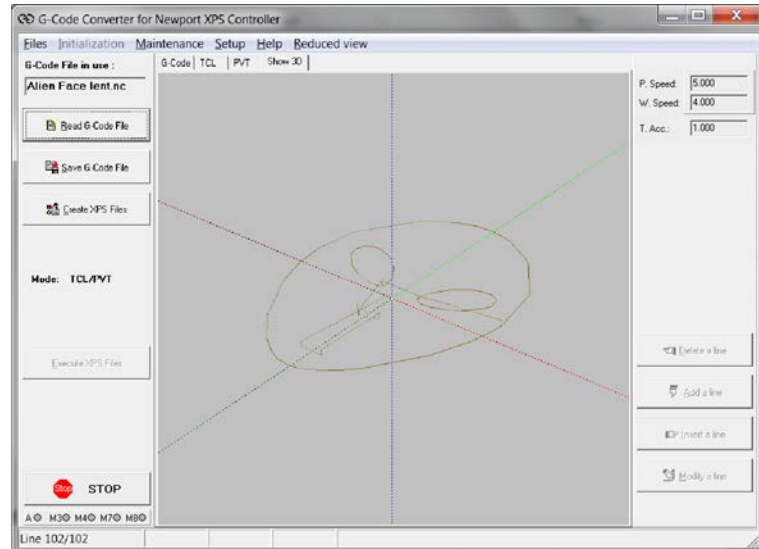 G-Code Converter for Newport XPS Controller
Files Initialization Maintenance Setup Help Reduced view
G-Code File in use :
Alien Face lent.nc
Read G-Code File
Save G-Code File
Create XPS Files
Mode: TCL/PVT
Execute XPS Files
Stop STOP
A M3 M4 M7 M8
Line 102/102
G-Code TCL PVT Show 3D
P. Speed: 5.000
W. Speed: 4.000
T. Acc.: 1.000
Delete a line
Add a line
Insert a line
Modify a line